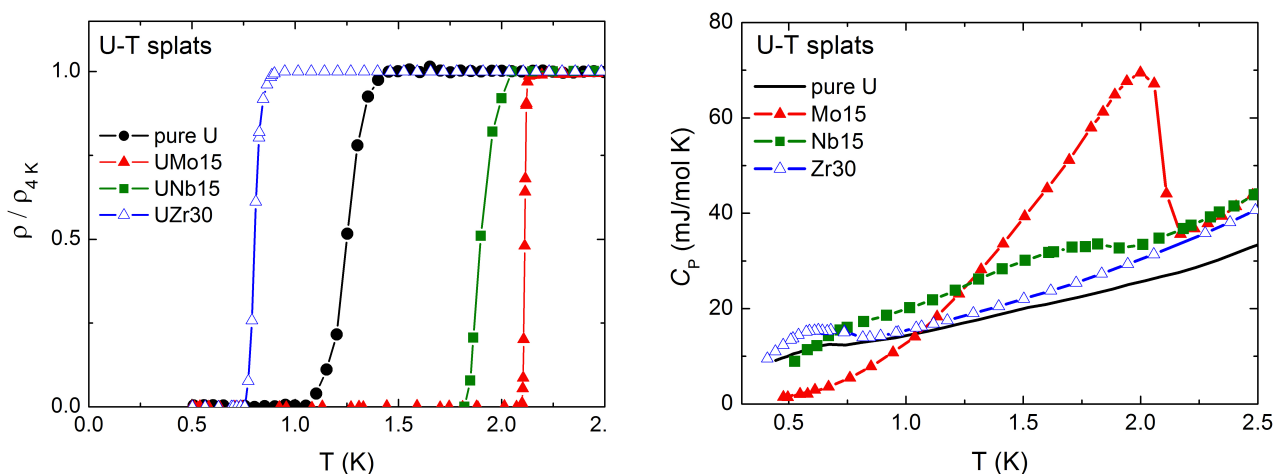 U-T splats
1.0
0.5
0.0
ρ / ρ4 K
pure U
UMo15
UNb15
UZr30
0.0 0.5 1.0 1.5 2.0 2.
T (K)
U-T splats
pure U
Mo15
Nb15
Zr30
80
60
40
20
0
CP (mJ/mol K)
0.5 1.0 1.5 2.0 2.5
T (K)